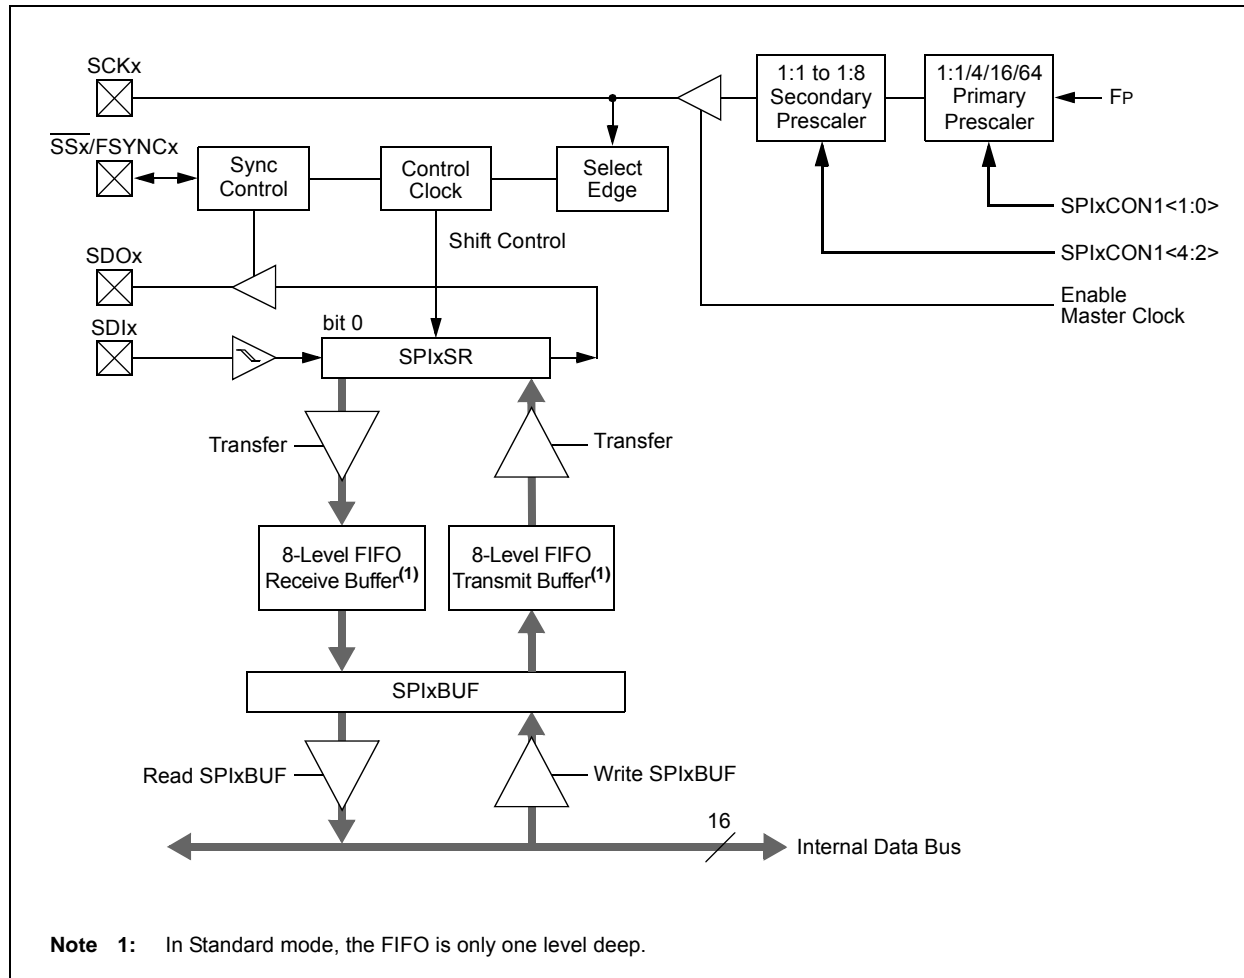 SCKx
1:1 to 1:8
Secondary
Prescaler
1:1/4/16/64
Primary
Prescaler
FP
SSx/FSYNCx
Sync
Control
Control
Clock
Select
Edge
SPIxCON1<1:0>
Shift Control
SPIxCON1<4:2>
SDOx
Enable
Master Clock
SDIx
bit 0
SPIxSR
Transfer
Transfer
8-Level FIFO
Receive Buffer(1)
8-Level FIFO
Transmit Buffer(1)
SPIxBUF
Read SPIxBUF
Write SPIxBUF
16
Internal Data Bus
Note 1: In Standard mode, the FIFO is only one level deep.